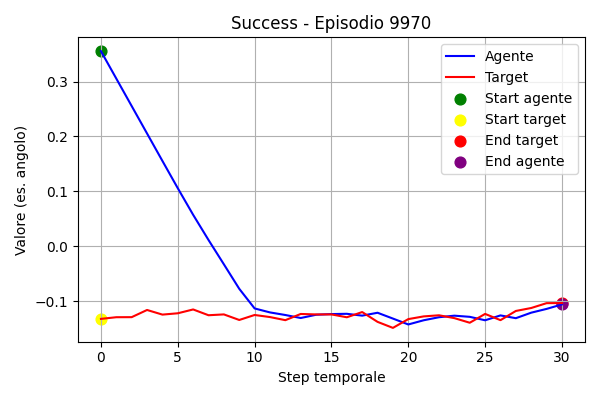 Success - Episodio 9970
Valore (es. angolo)
0.3
0.2
0.1
0.0
−0.1
Agente
Target
Start agente
Start target
End target
End agente
0 5 10 15 20 25 30
Step temporale